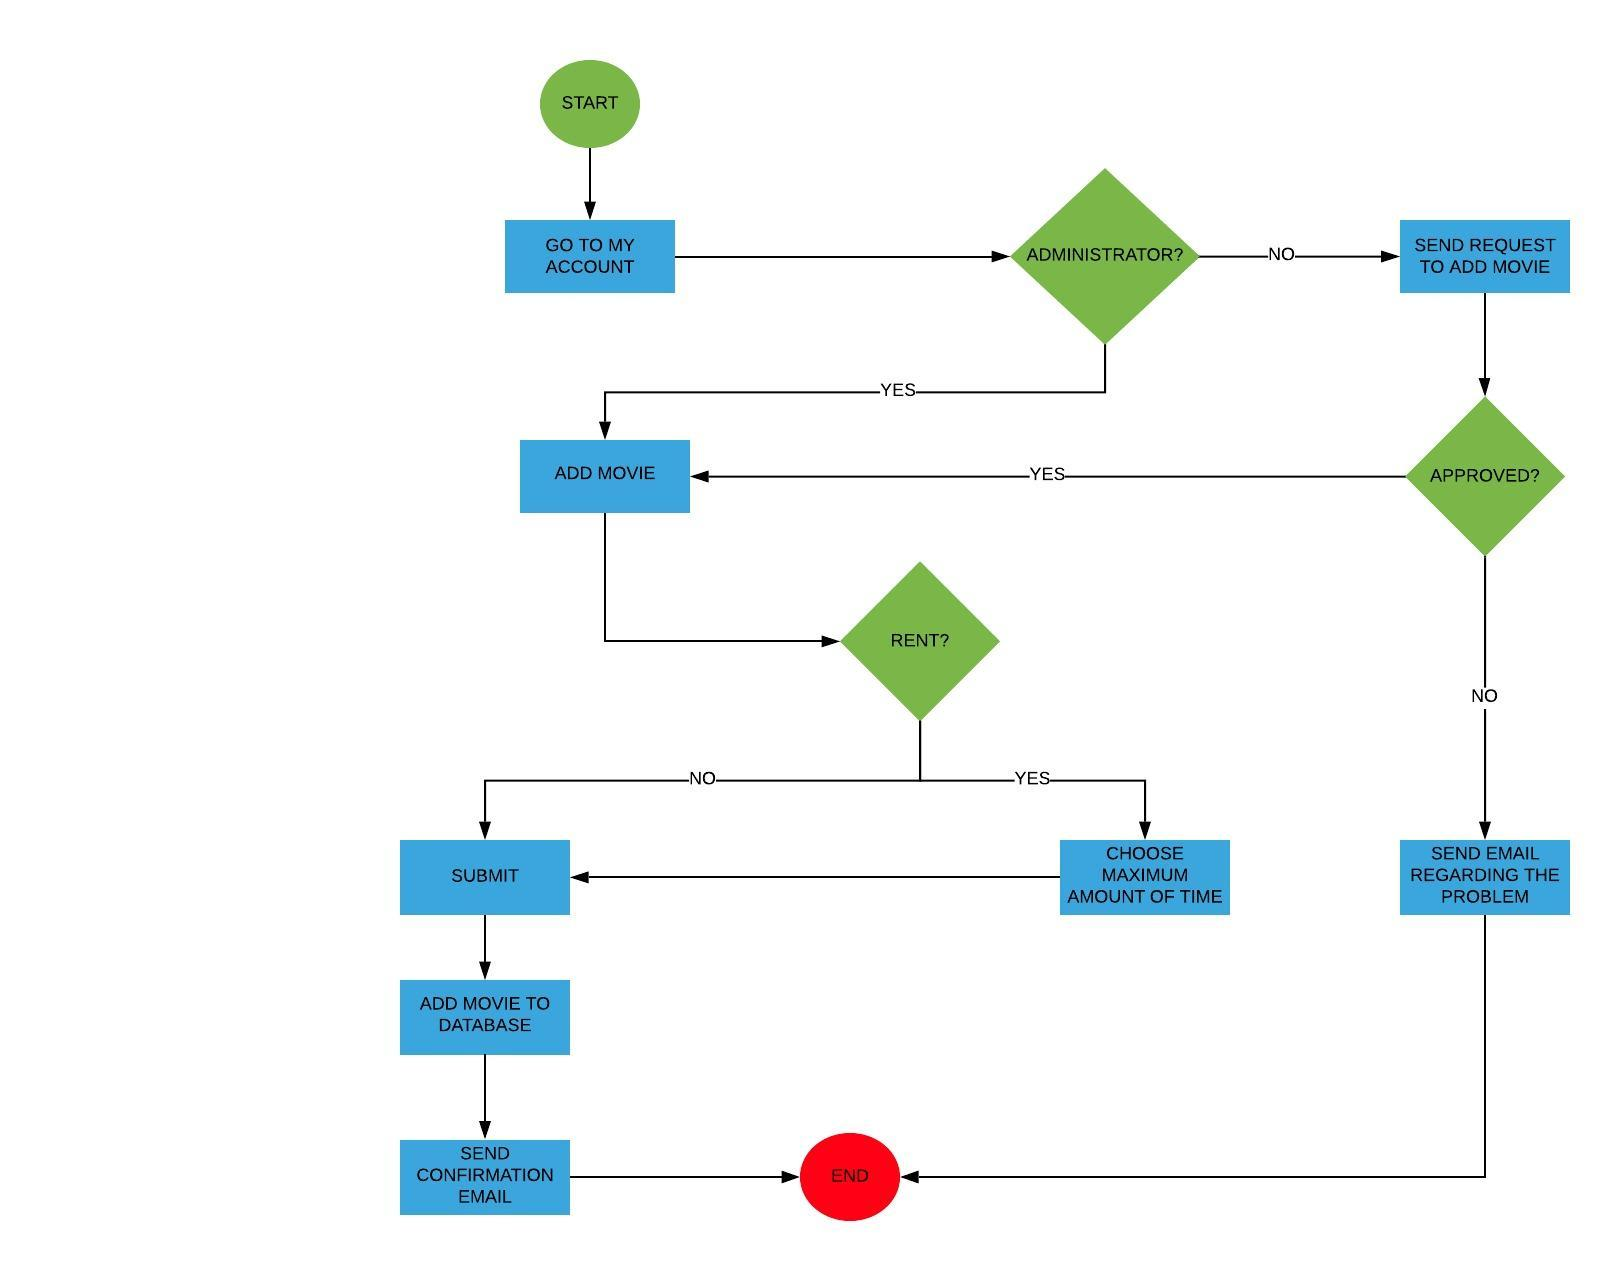 START
GO TO MY
ACCOUNT
ADMINISTRATOR?
NO
SEND REQUEST
TO ADD MOVIE
YES
ADD MOVIE
YES
APPROVED?
RENT?
NO
NO
YES
SUBMIT
CHOOSE
MAXIMUM
AMOUNT OF TIME
SEND EMAIL
REGARDING THE
PROBLEM
ADD MOVIE TO
DATABASE
SEND
CONFIRMATION
EMAIL
END